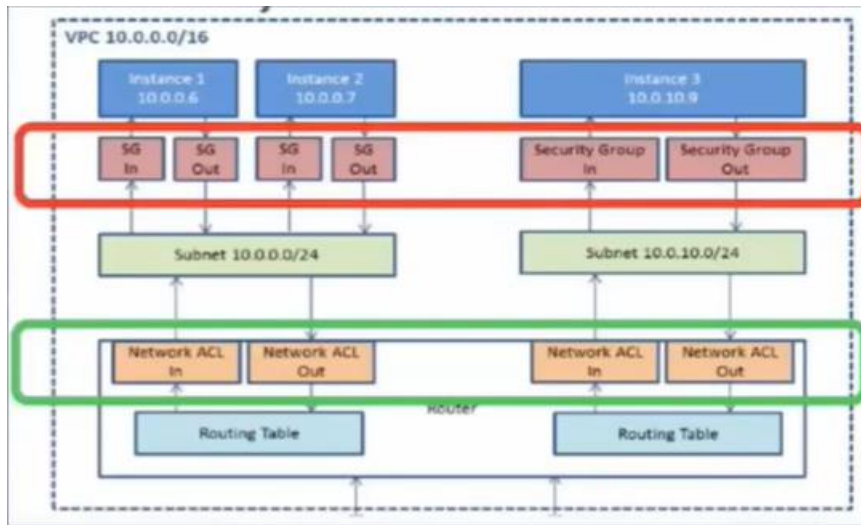 VPC 10.0.0.0/16
Instance 1
10.0.0.6
Instance 2
10.0.0.7
Instance 3
10.0.10.9
SG
In
SG
Out
SG
In
SG
Out
Security Group
In
Security Group
Out
Subnet 10.0.0.0/24
Subnet 10.0.10.0/24
Network ACL
In
Network ACL
Out
Network ACL
In
Network ACL
Out
Router
Routing Table
Routing Table